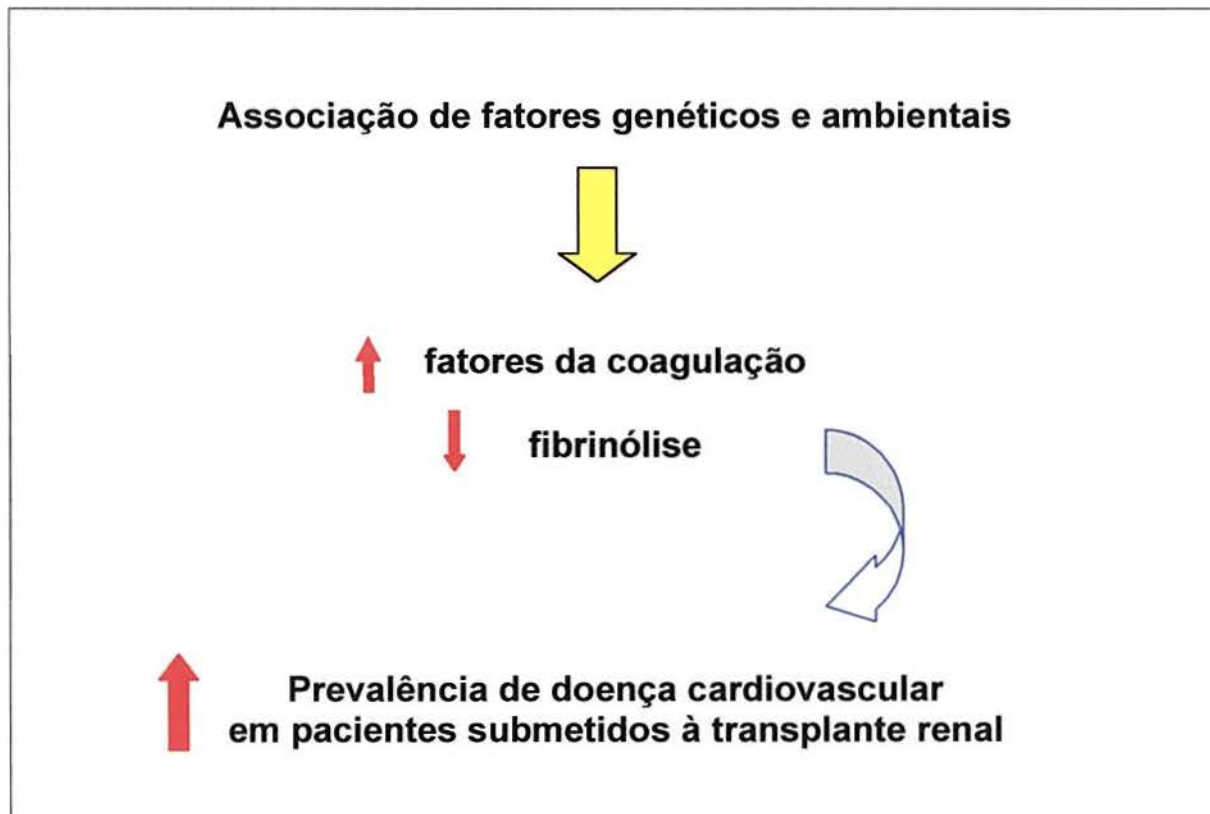 Associação de fatores genéticos e ambientais
fatores da coagulação
fibrinólise
Prevalência de doença cardiovascular
em pacientes submetidos à transplante renal